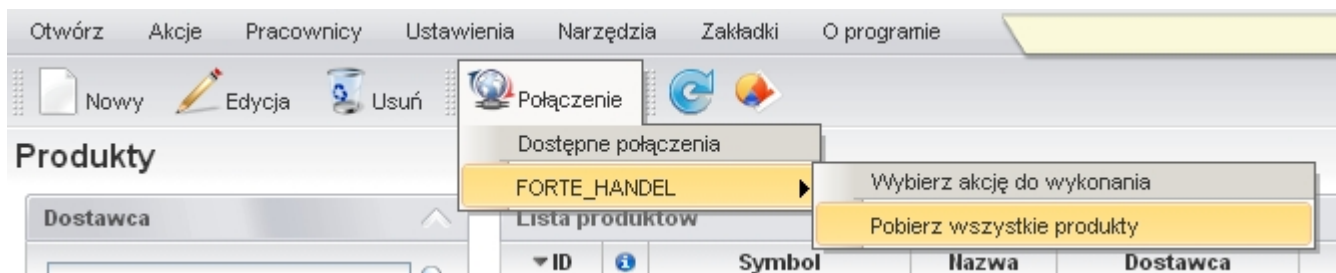 Otwórz Akcje Pracownicy Ustawienia Narzędzia Zakładki O programie
Nowy Edycja Usuń Połączenie
Dostępne połączenia
Produkty
FORTE_HANDEL Wybierz akcję do wykonania
Dostawca Lista produktów Pobierz wszystkie produkty
ID Symbol Nazwa Dostawca